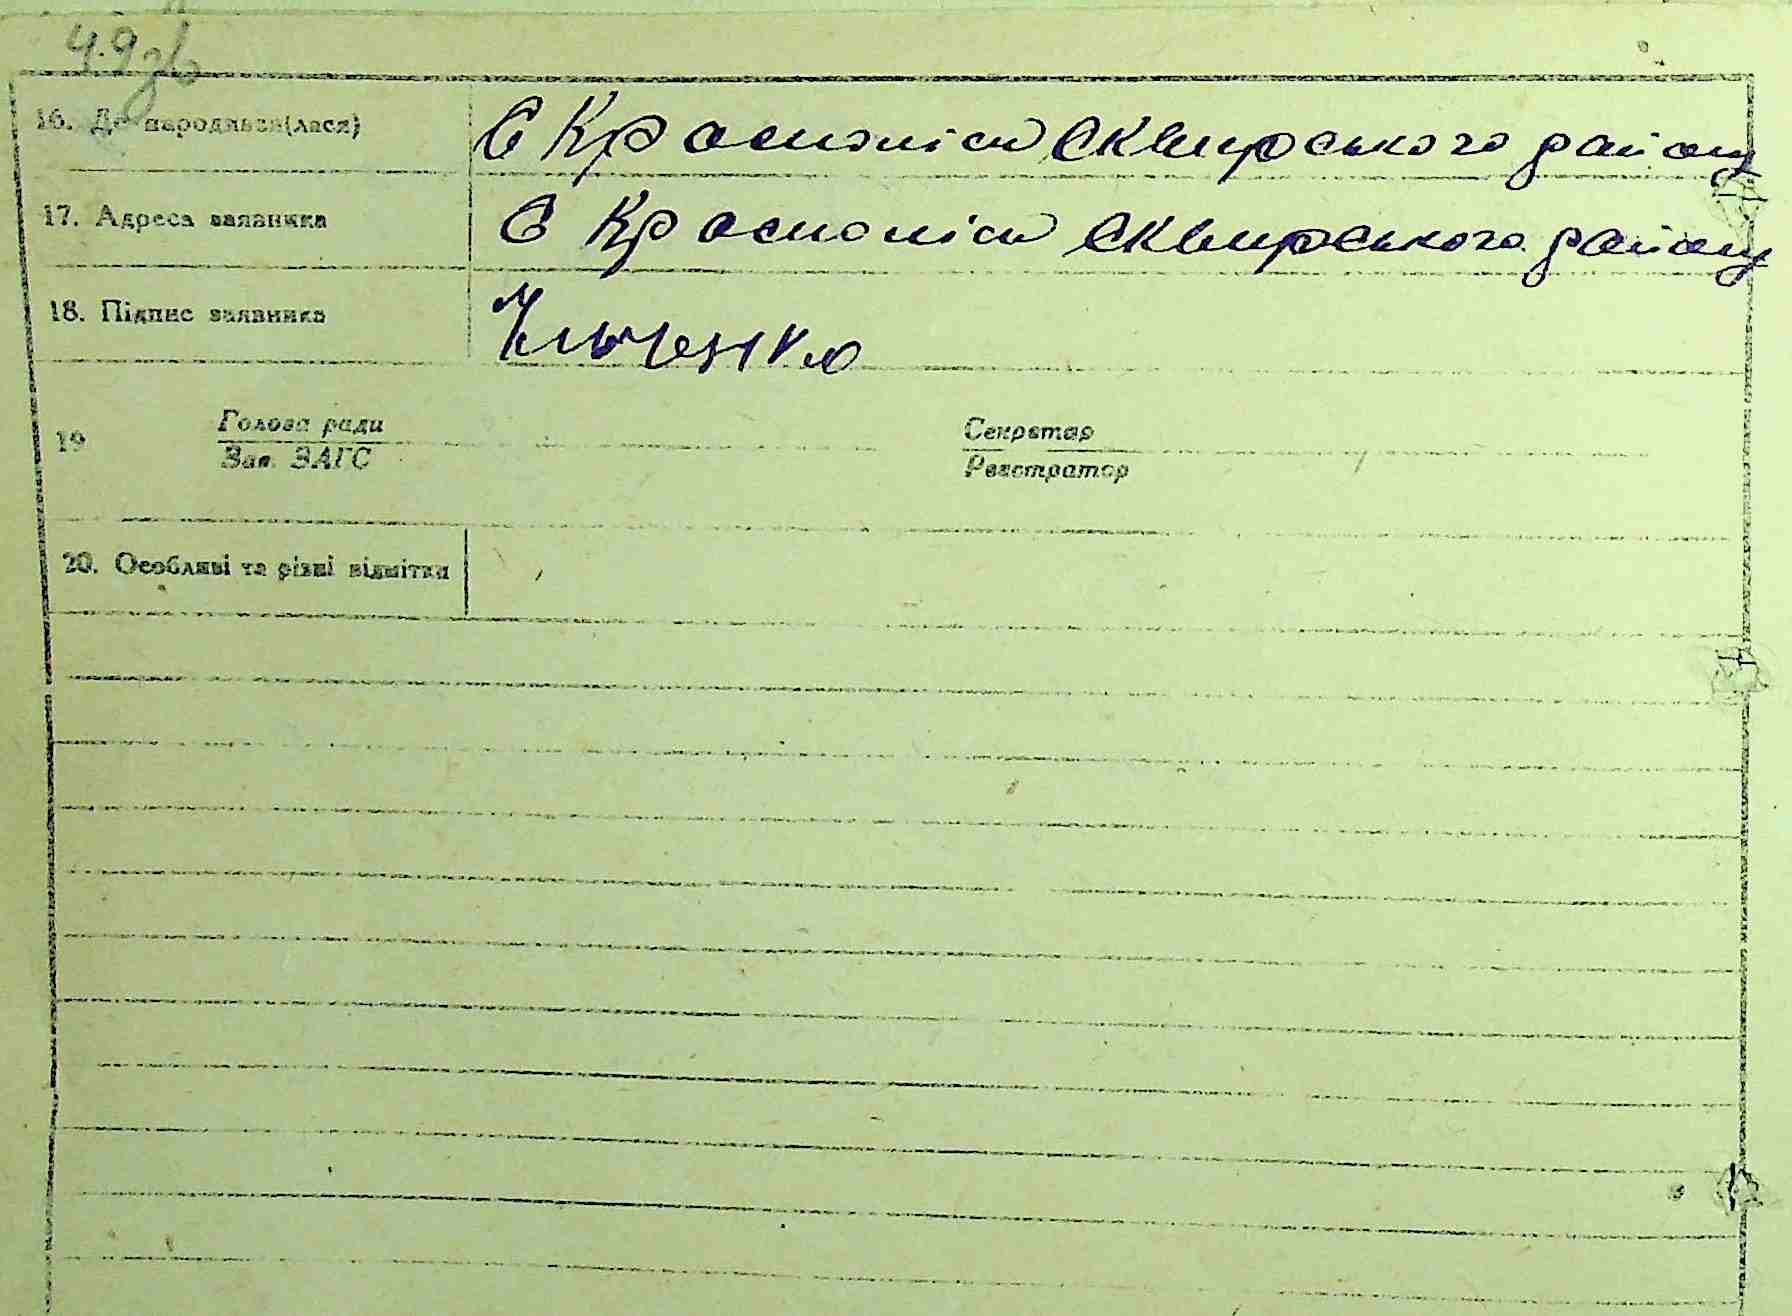 49зв
16. Де народився(лася) С Красноліси Сквирського району
17. Адреса заявника С Красноліси Сквирського району
18. Підпис заявника
19 Голова ради Секретар
Зав. ЗАГС Реєстратор
20. Особливі та різні відмітки